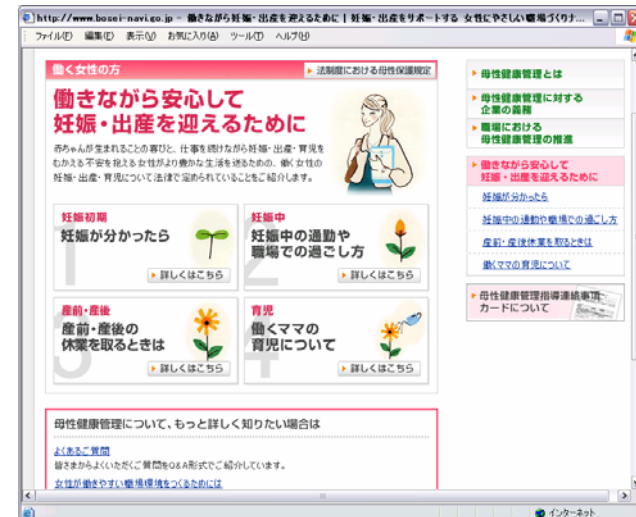 http://www.bosei-navi.go.jp - 働きながら妊娠・出産を迎えるために | 妊娠・出産をサポートする 女性にやさしい職場づくりナ...
ファイル(F) 編集(E) 表示(V) お気に入り(A) ツール(T) ヘルプ(H)
働く女性の方
法制度における母性保護規定
働きながら安心して
妊娠・出産を迎えるために
赤ちゃんが生まれることの喜びと、仕事を続けながら妊娠・出産・育児を
むかえる不安を抱える女性がより豊かな生活を送るための、働く女性の
妊娠・出産・育児について法律で定められていることをご紹介します。
1
妊娠初期
妊娠が分かったら
詳しくはこちら
2
妊娠中
妊娠中の通勤や
職場での過ごし方
詳しくはこちら
3
産前・産後
産前・産後の
休業を取るときは
詳しくはこちら
4
育児
働くママの
育児について
詳しくはこちら
母性健康管理について、もっと詳しく知りたい場合は
よくあるご質問
皆さまからよくいただくご質問をQ&A形式でご紹介しています。
女性が働きやすい職場環境をつくるためには
母性健康管理とは
母性健康管理に対する
企業の義務
職場における
母性健康管理の推進
働きながら安心して
妊娠・出産を迎えるために
妊娠が分かったら
妊娠中の通勤や職場での過ごし方
産前・産後休業を取るときは
働くママの育児について
母性健康管理指導連絡事項
カードについて
インターネット